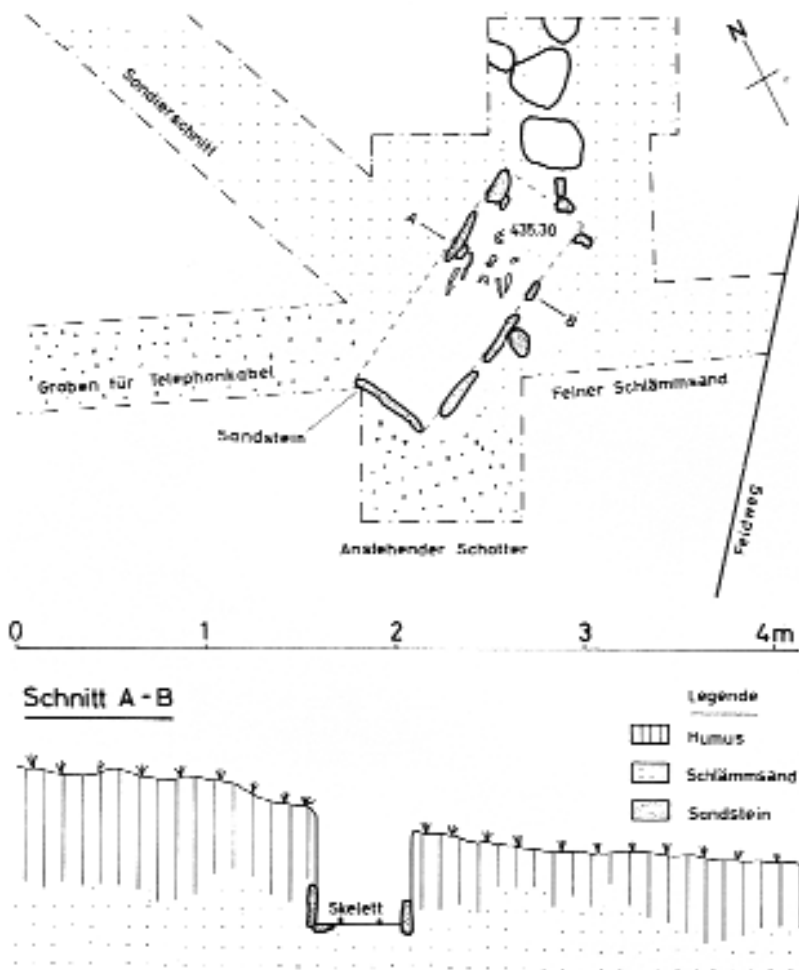 N
Sondierschnitt
A
435.30
B
Graben für Telephonkabel
Feiner Schlämmsand
Sandstein
Feldweg
Anstehender Schotter
0 1 2 3 4m
Schnitt A-B
Legende
Humus
Schlämmsand
Sandstein
Skelett